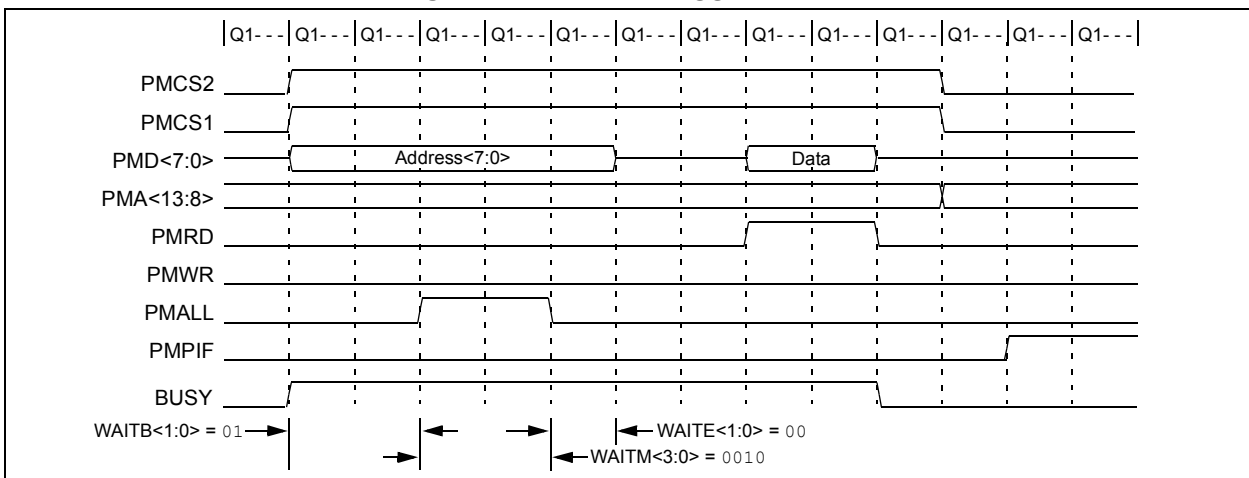 Q1- - - Q1- - - Q1- - - Q1- - - Q1- - - Q1- - - Q1- - - Q1- - - Q1- - - Q1- - - Q1- - - Q1- - - Q1- - - Q1- - -
PMCS2
PMCS1
PMD<7:0> Address<7:0> Data
PMA<13:8>
PMRD
PMWR
PMALL
PMPIF
BUSY
WAITB<1:0> = 01 WAITE<1:0> = 00
WAITM<3:0> = 0010